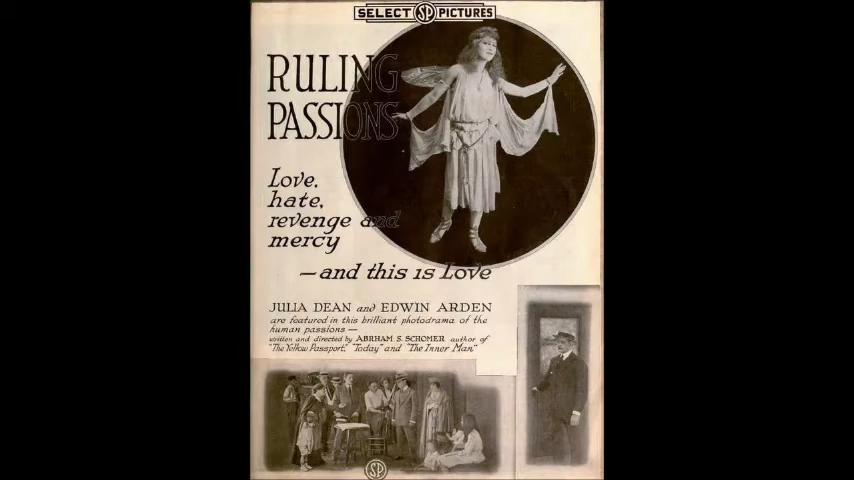 SELECT SP PICTURES
RULING
PASSIONS
Love,
hate,
revenge and
mercy
—and this is Love
JULIA DEAN and EDWIN ARDEN
are featured in this brilliant photodrama of the
human passions —
written and directed by ABRHAM S. SCHOMER author of
"The Yellow Passport," "Today" and "The Inner Man"
SP